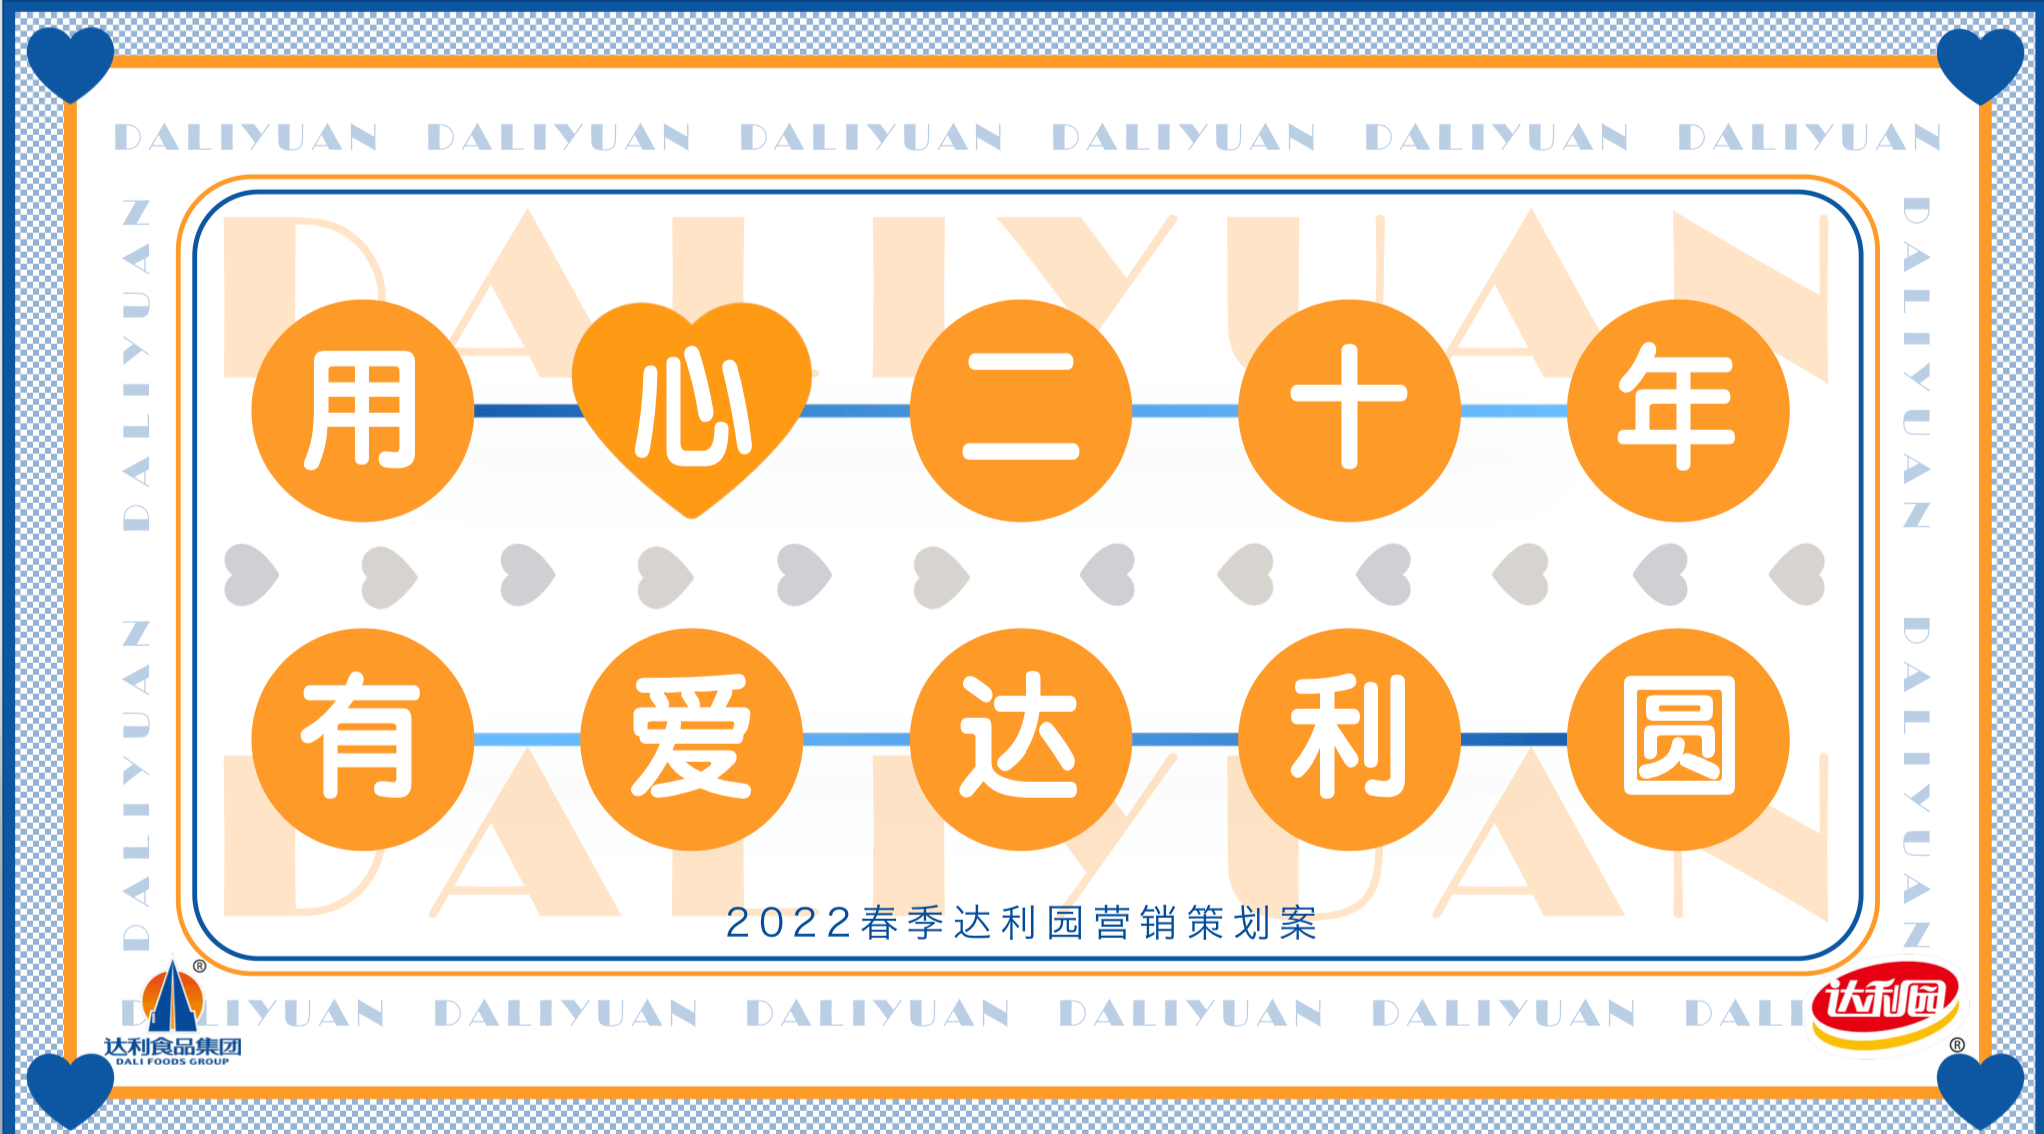 DALIYUAN DALIYUAN DALIYUAN DALIYUAN DALIYUAN DALIYUAN
DALIYUAN DALIYUAN
DALIYUAN DALIYUAN
DALIYUAN
用心二十年
有爱达利圆
DALIYUAN
2022春季达利园营销策划案
DALIYUAN DALIYUAN DALIYUAN DALIYUAN DALIYUAN DALI
®
达利食品集团
DALI FOODS GROUP
达利园
®